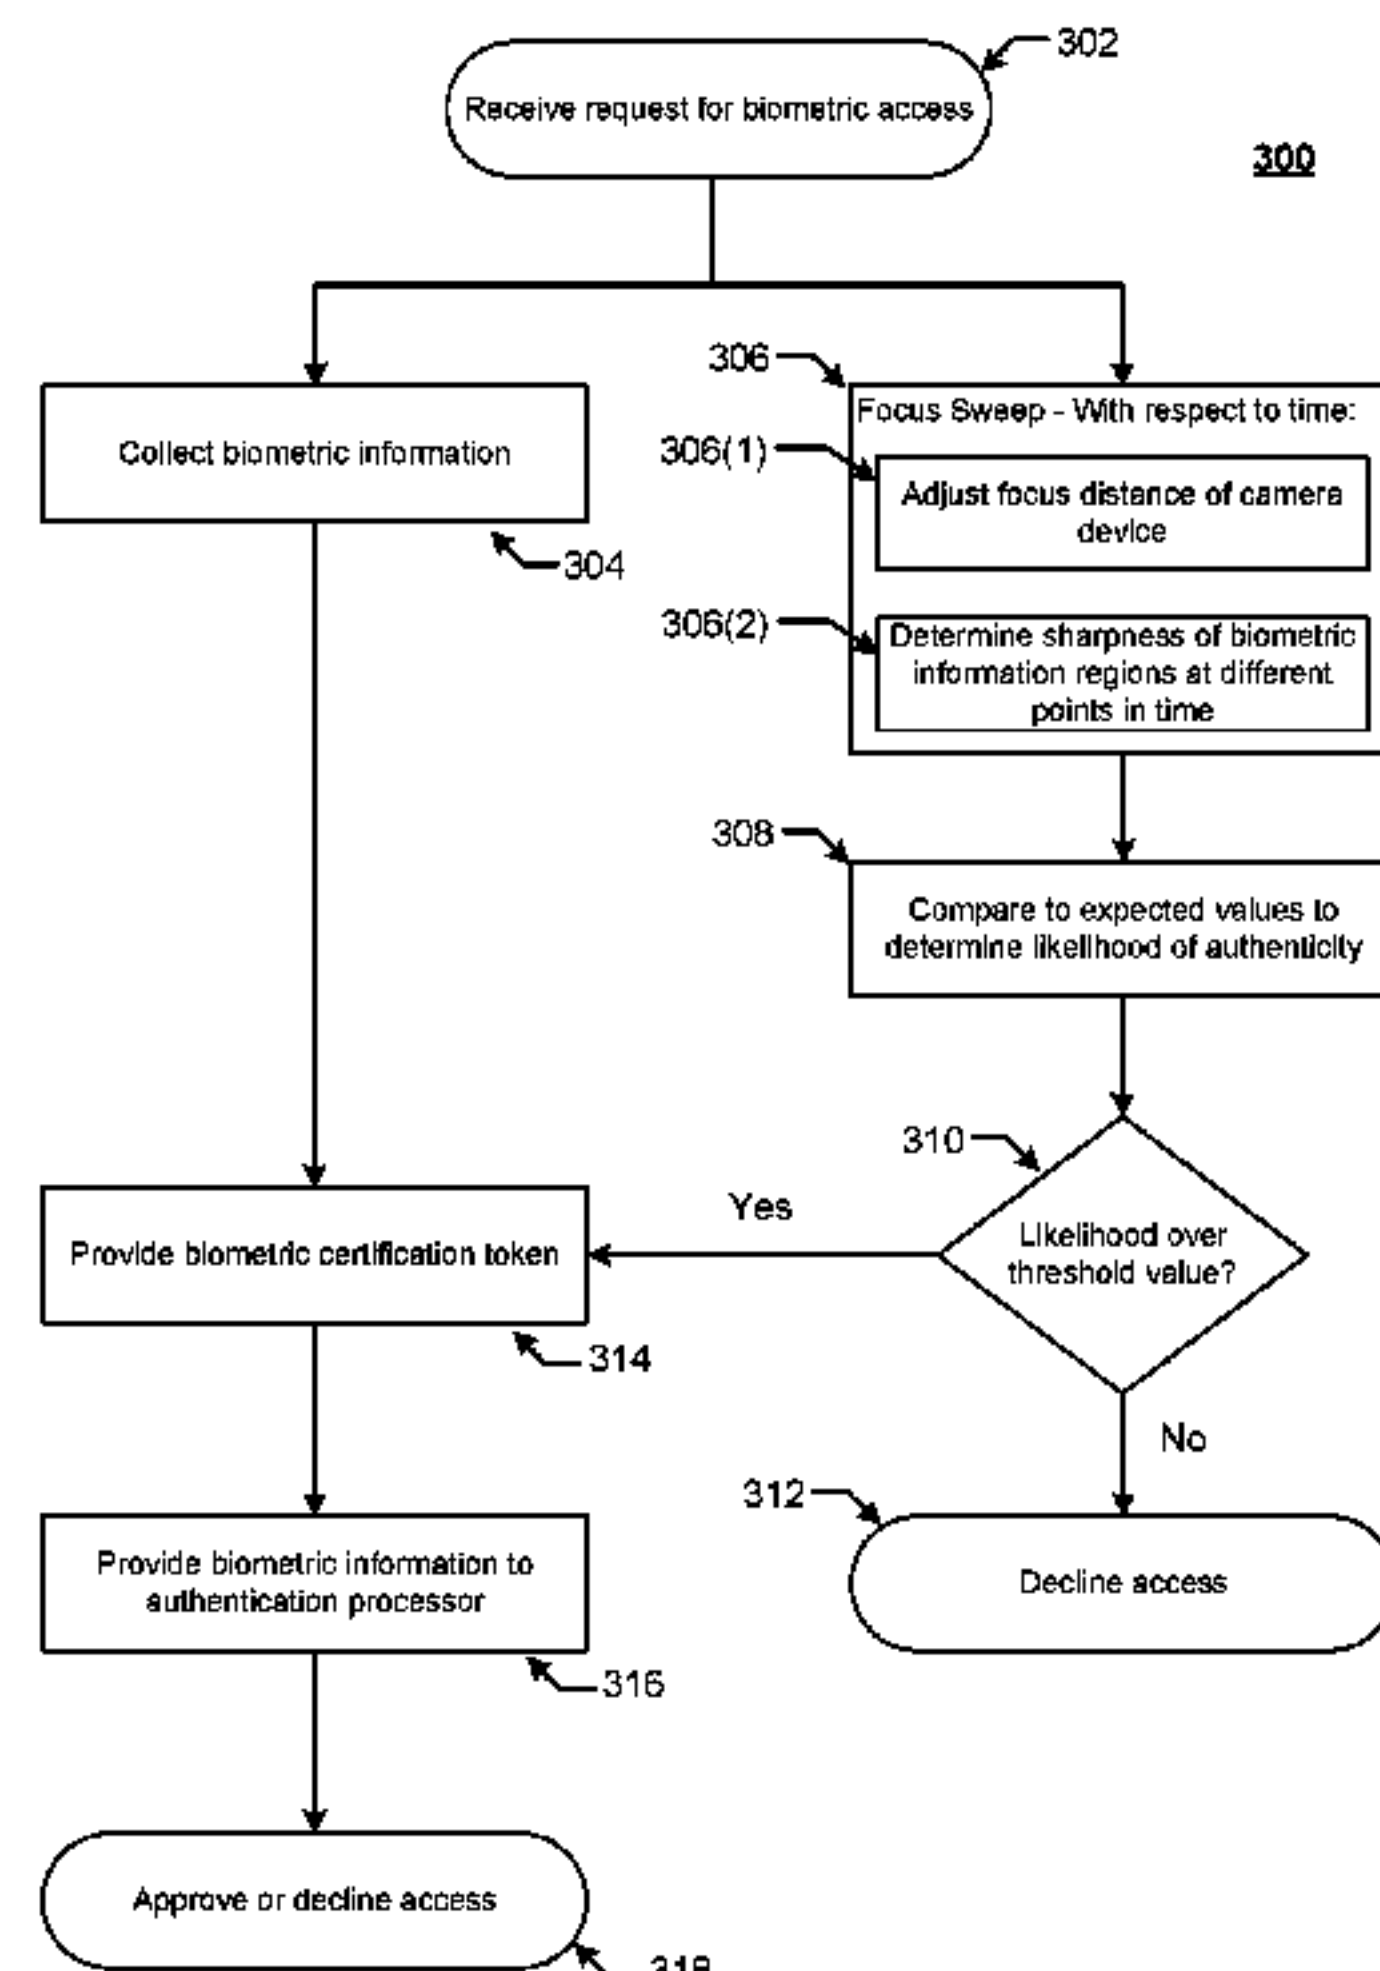 302
Receive request for biometric access
300
306
Focus Sweep - With respect to time:
Collect biometric information
306(1)
Adjust focus distance of camera
device
304
306(2)
Determine sharpness of biometric
information regions at different
points in time
308
Compare to expected values to
determine likelihood of authenticity
310
Yes
Likelihood over
threshold value?
Provide biometric certification token
314
No
312
Provide biometric information to
authentication processor
Decline access
316
Approve or decline access
318